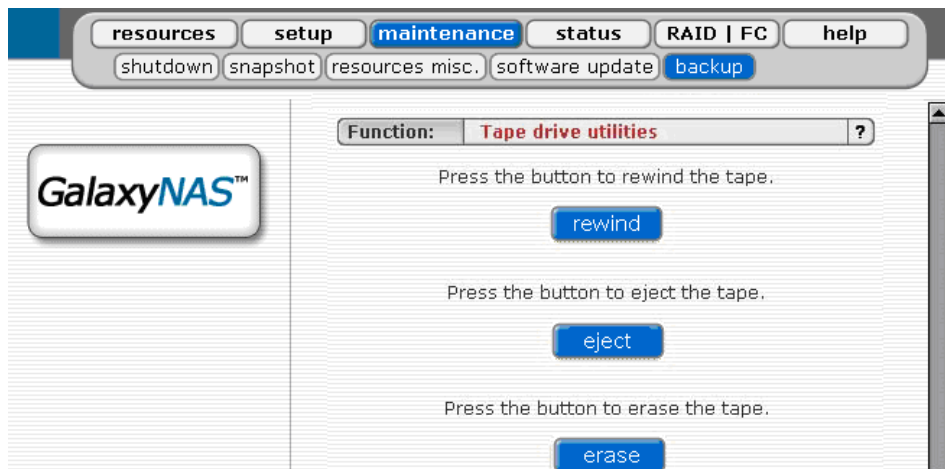 resources setup maintenance status RAID | FC help
shutdown snapshot resources misc. software update backup
Function: Tape drive utilities ?
GalaxyNAS™
Press the button to rewind the tape.
rewind
Press the button to eject the tape.
eject
Press the button to erase the tape.
erase